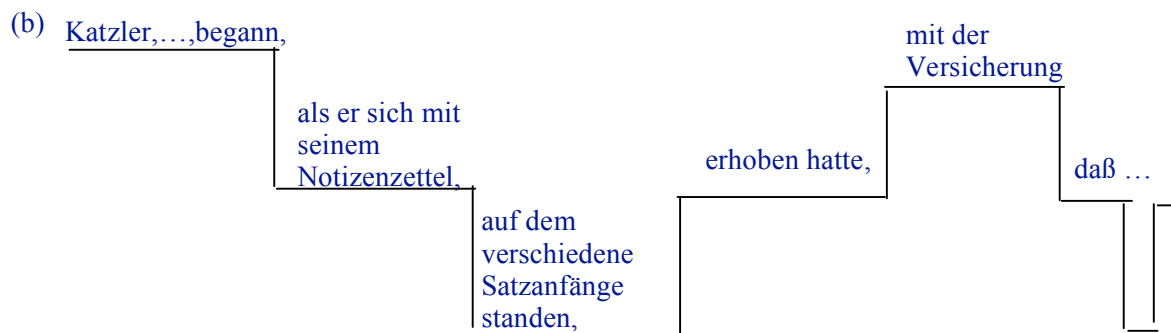 (b) Katzler,…,begann,
als er sich mit
seinem
Notizenzettel,
auf dem
verschiedene
Satzanfänge
standen,
erhoben hatte,
mit der
Versicherung
daß …